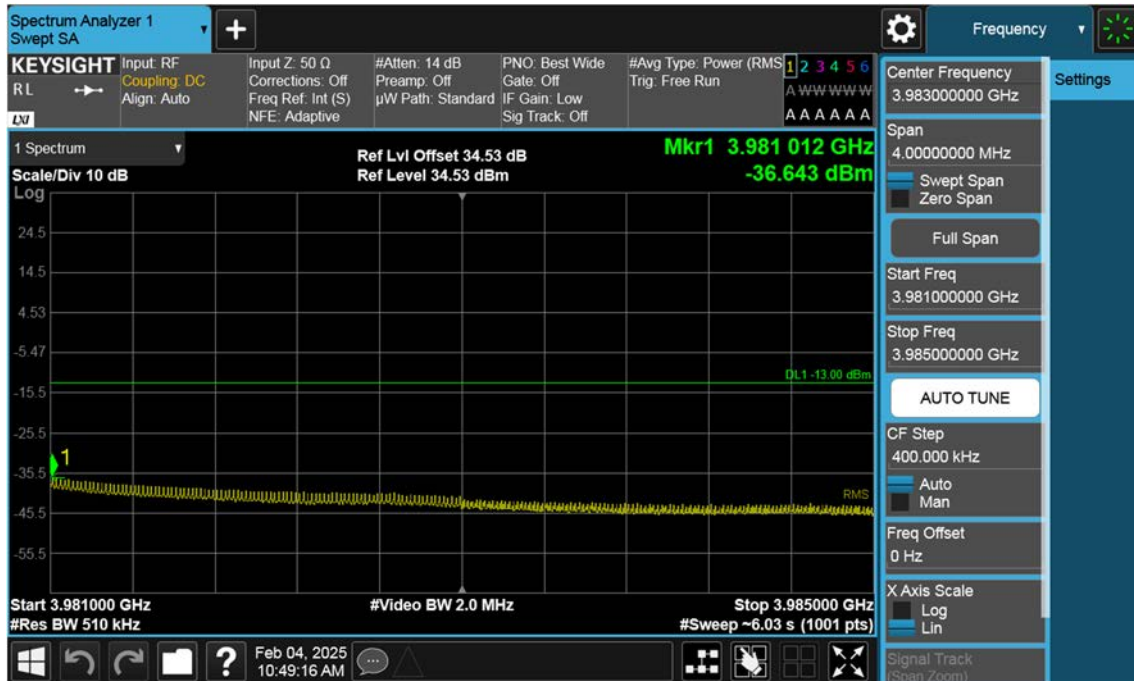 Spectrum Analyzer 1
Swept SA
+
Frequency
KEYSIGHT
RL
LXI
Input: RF
Coupling: DC
Align: Auto
Input Z: 50 Ω
Corrections: Off
Freq Ref: Int (S)
NFE: Adaptive
#Atten: 14 dB
Preamp: Off
µW Path: Standard
PNO: Best Wide
Gate: Off
IF Gain: Low
Sig Track: Off
#Avg Type: Power (RMS
Trig: Free Run
1 2 3 4 5 6
A W W W W W
A A A A A A
1 Spectrum
Scale/Div 10 dB
Log
Ref Lvl Offset 34.53 dB
Ref Level 34.53 dBm
Mkr1 3.981 012 GHz
-36.643 dBm
24.5
14.5
4.53
-5.47
DL1 -13.00 dBm
-15.5
-25.5
1
-35.5
RMS
-45.5
-55.5
Start 3.981000 GHz
#Video BW 2.0 MHz
Stop 3.985000 GHz
#Res BW 510 kHz
#Sweep ~6.03 s (1001 pts)
Center Frequency
3.983000000 GHz
Settings
Span
4.00000000 MHz
Swept Span
Zero Span
Full Span
Start Freq
3.981000000 GHz
Stop Freq
3.985000000 GHz
AUTO TUNE
CF Step
400.000 kHz
Auto
Man
Freq Offset
0 Hz
X Axis Scale
Log
Lin
Signal Track
(Span Zoom)
?
Feb 04, 2025
10:49:16 AM